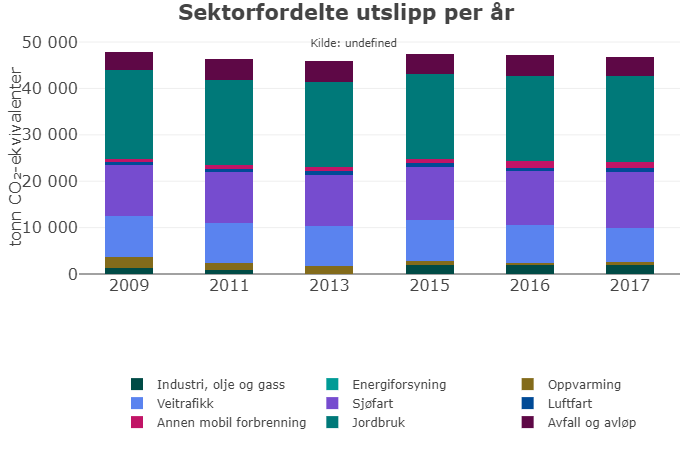 Sektorfordelte utslipp per år
Kilde: undefined
tonn CO₂-ekvivalenter
50 000
40 000
30 000
20 000
10 000
0
2009 2011 2013 2015 2016 2017
Industri, olje og gass Energiforsyning Oppvarming
Veitrafikk Sjøfart Luftfart
Annen mobil forbrenning Jordbruk Avfall og avløp